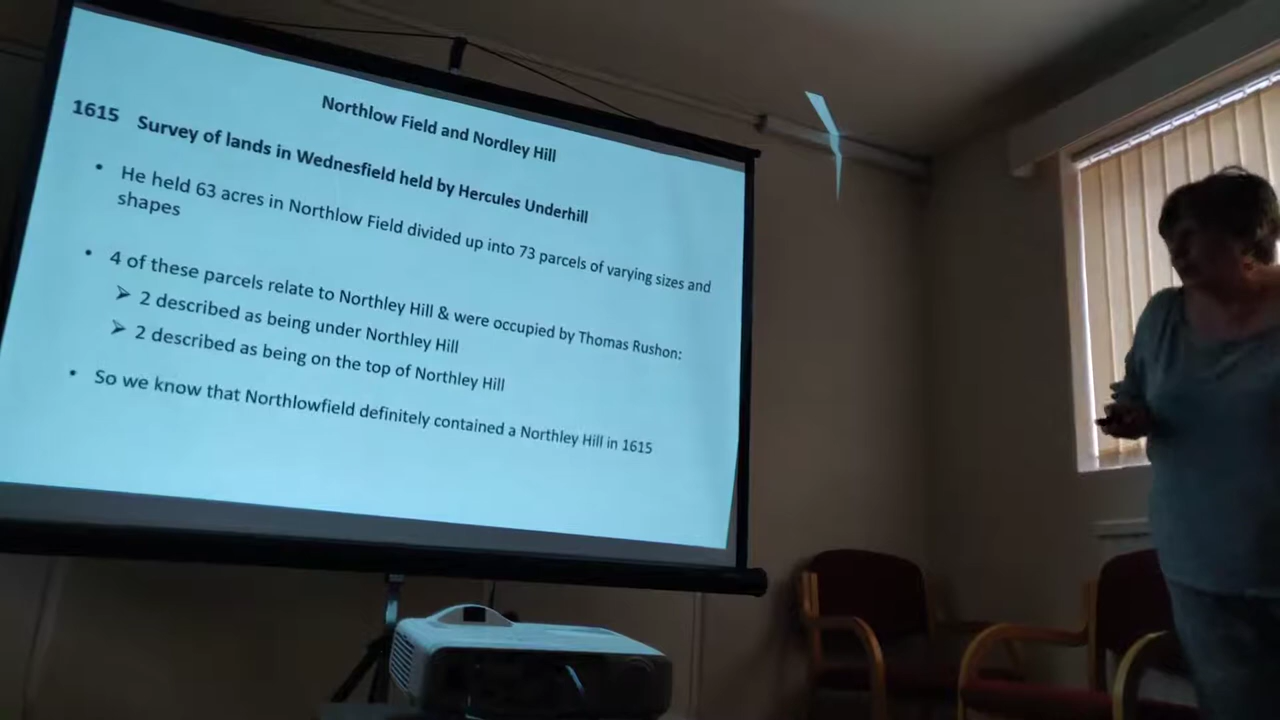 Northlow Field and Nordley Hill
1615 Survey of lands in Wednesfield held by Hercules Underhill
• He held 63 acres in Northlow Field divided up into 73 parcels of varying sizes and
shapes
• 4 of these parcels relate to Northley Hill & were occupied by Thomas Rushon:
➢ 2 described as being under Northley Hill
➢ 2 described as being on the top of Northley Hill
• So we know that Northlowfield definitely contained a Northley Hill in 1615